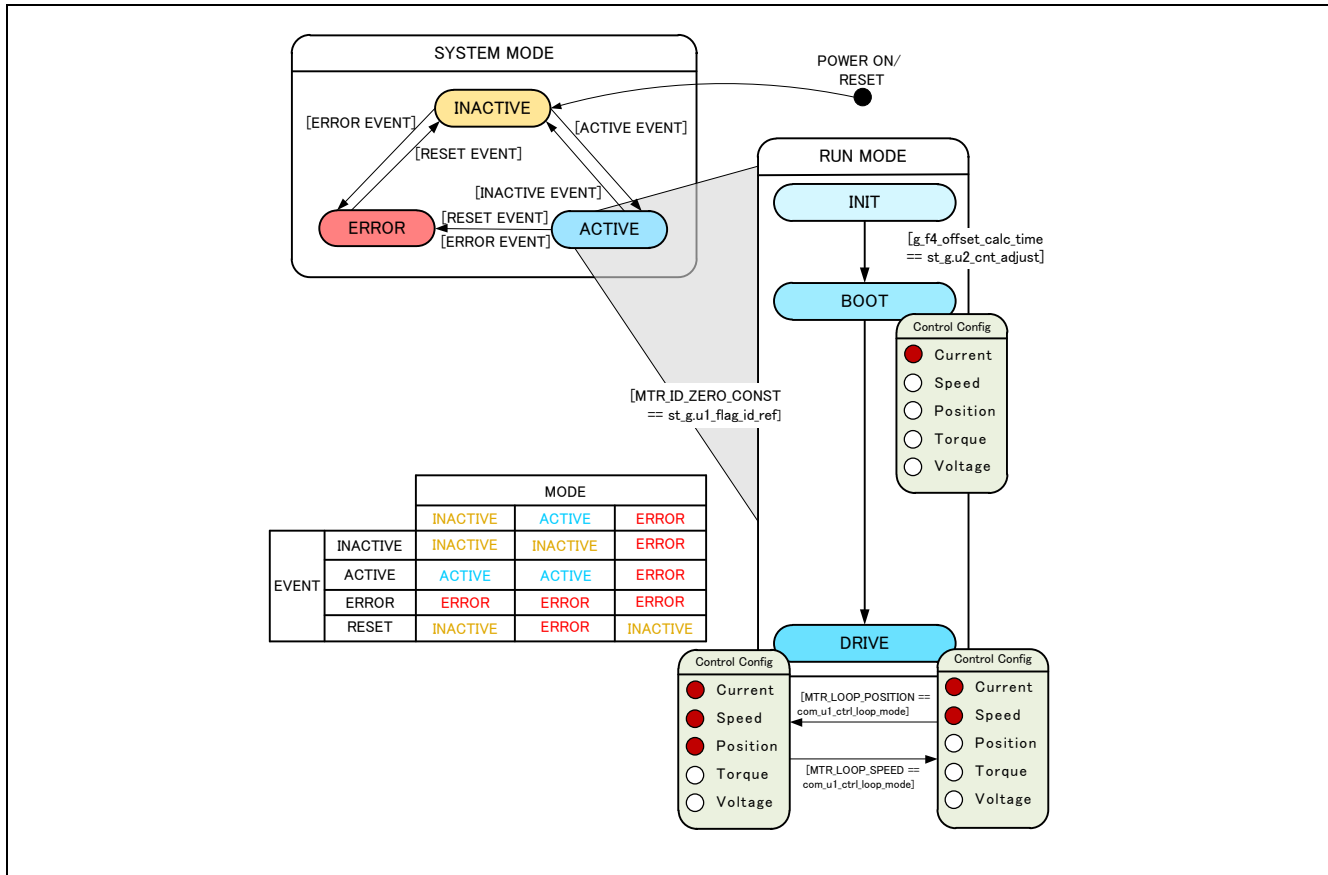 SYSTEM MODE
POWER ON/
RESET
INACTIVE
[ERROR EVENT]
[ACTIVE EVENT]
[RESET EVENT]
[INACTIVE EVENT]
ERROR
[RESET EVENT]
[ERROR EVENT]
ACTIVE
RUN MODE
INIT
[g_f4_offset_calc_time
== st_g.u2_cnt_adjust]
BOOT
Control Config
Current
Speed
Position
Torque
Voltage
[MTR_ID_ZERO_CONST
== st_g.u1_flag_id_ref]
MODE
INACTIVE ACTIVE ERROR
EVENT
INACTIVE INACTIVE INACTIVE ERROR
ACTIVE ACTIVE ACTIVE ERROR
ERROR ERROR ERROR ERROR
RESET INACTIVE ERROR INACTIVE
DRIVE
Control Config
Current
Speed
Position
Torque
Voltage
[MTR_LOOP_POSITION ==
com_u1_ctrl_loop_mode]
[MTR_LOOP_SPEED ==
com_u1_ctrl_loop_mode]
Control Config
Current
Speed
Position
Torque
Voltage